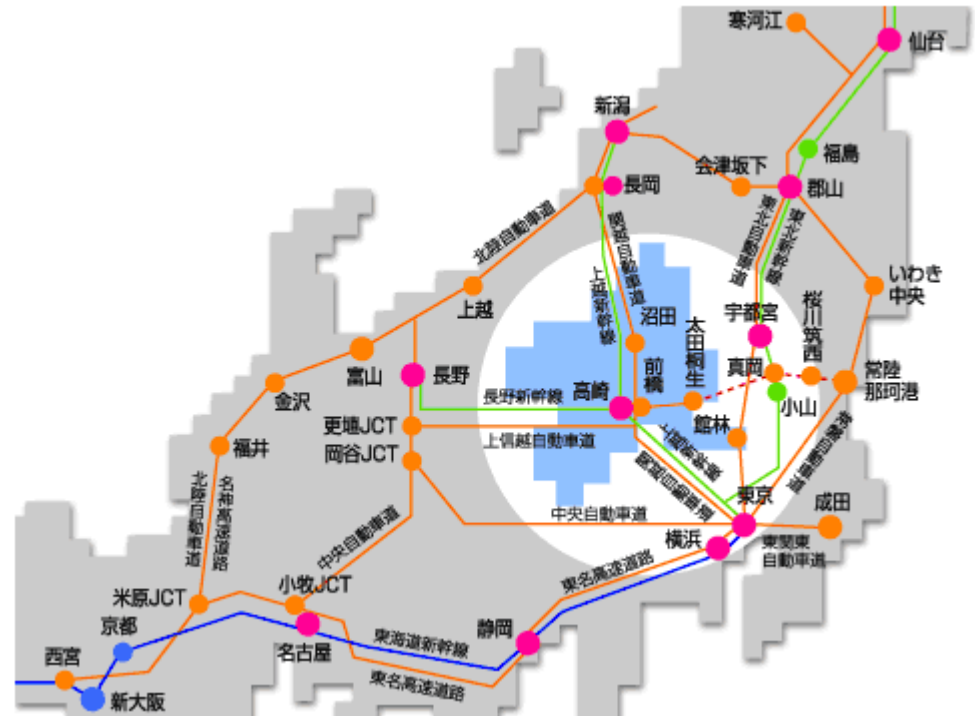 寒河江
仙台
新潟
福島
会津坂下
郡山
長岡
東北自動車道
東北新幹線
北陸自動車道
関越自動車道
上越新幹線
いわき
中央
上越
沼田
太田桐生
宇都宮
桜川筑西
富山
長野
前橋
真岡
常陸
那珂港
金沢
長野新幹線
高崎
小山
更埴JCT
上信越自動車道
館林
福井
岡谷JCT
上越新幹線
関越自動車道
常磐自動車道
北陸自動車道
名神高速道路
東京
成田
中央自動車道
中央自動車道
横浜
東関東
自動車道
米原JCT
小牧JCT
東名高速道路
京都
名古屋
東海道新幹線
静岡
西宮
東名高速道路
新大阪